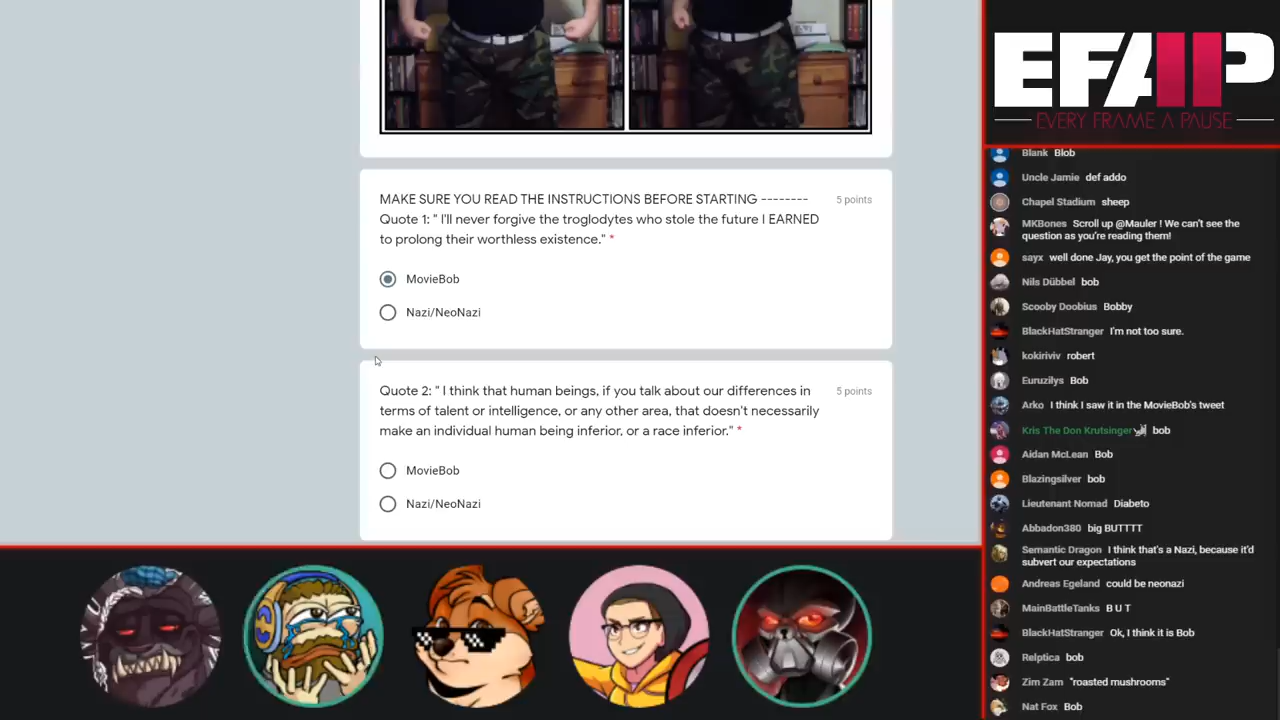 MAKE SURE YOU READ THE INSTRUCTIONS BEFORE STARTING --------
5 points
Quote 1: " I'll never forgive the troglodytes who stole the future I EARNED
to prolong their worthless existence." *
MovieBob
Nazi/NeoNazi
Quote 2: " I think that human beings, if you talk about our differences in
5 points
terms of talent or intelligence, or any other area, that doesn't necessarily
make an individual human being inferior, or a race inferior." *
MovieBob
Nazi/NeoNazi
EFAP
EVERY FRAME A PAUSE
Blank Blob
Uncle Jamie def addo
Chapel Stadium sheep
MKBones Scroll up @Mauler ! We can't see the
question as you're reading them!
sayx well done Jay, you get the point of the game
Nils Dübbel bob
Scooby Doobius Bobby
BlackHatStranger I'm not too sure.
kokiriviv robert
Euruzilys Bob
Arko I think I saw it in the MovieBob's tweet
Kris The Don Krutsinger bob
Aidan McLean Bob
Blazingsilver bob
Lieutenant Nomad Diabeto
Abbadon380 big BUTTTT
Semantic Dragon I think that's a Nazi, because it'd
subvert our expectations
Andreas Egeland could be neonazi
MainBattleTanks B U T
BlackHatStranger Ok, I think it is Bob
Relptica bob
Zim Zam "roasted mushrooms"
Nat Fox Bob